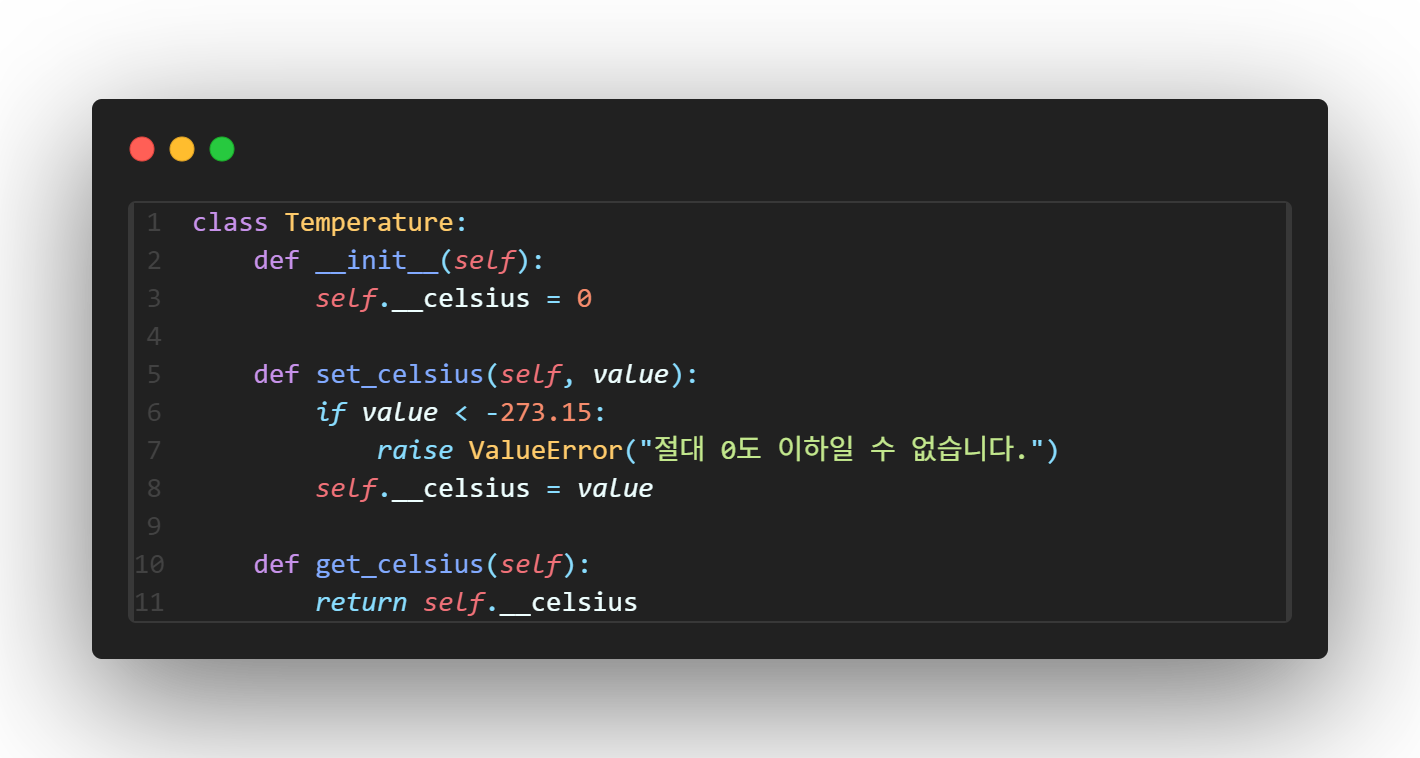 1 class Temperature:
2     def __init__(self):
3         self.__celsius = 0
4
5     def set_celsius(self, value):
6         if value < -273.15:
7             raise ValueError("절대 0도 이하일 수 없습니다.")
8         self.__celsius = value
9
10     def get_celsius(self):
11         return self.__celsius